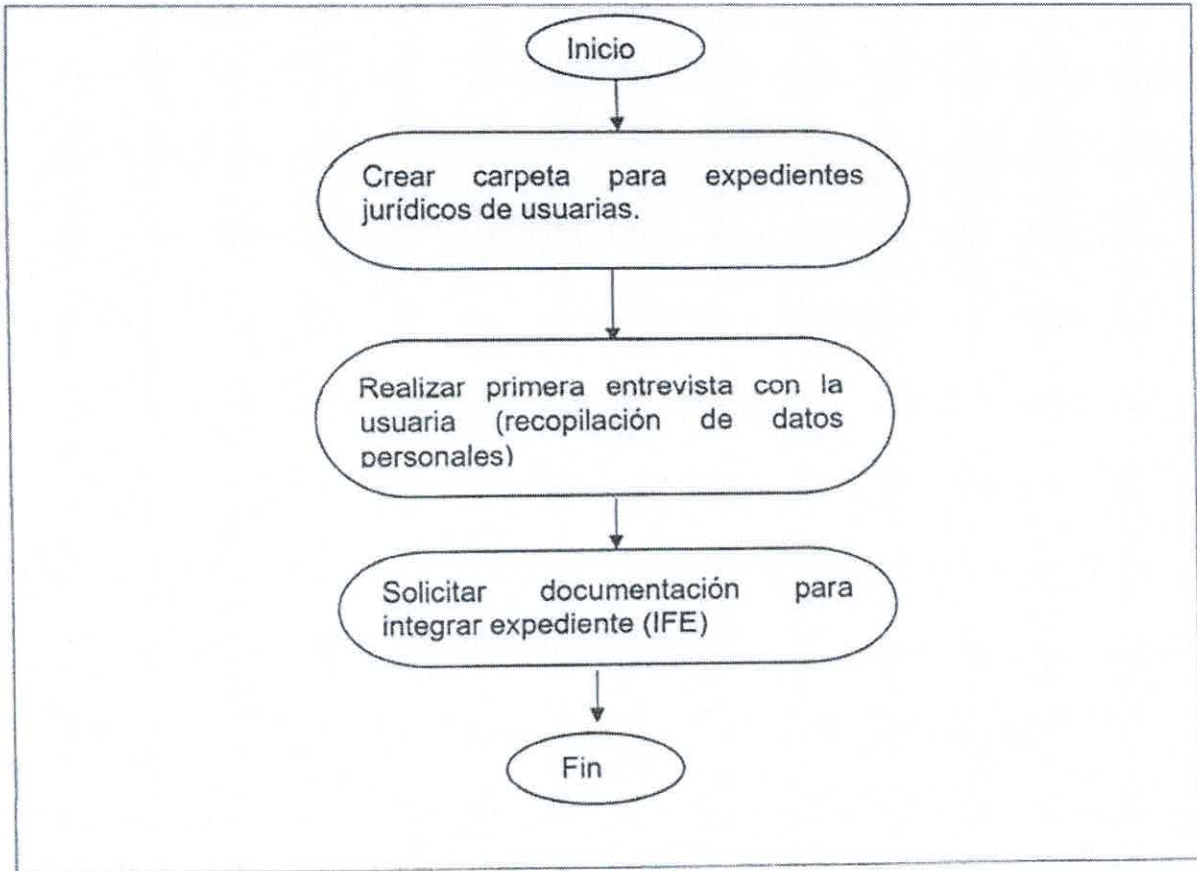 Inicio
Crear carpeta para expedientes
jurídicos de usuarias.
Realizar primera entrevista con la
usuaria (recopilación de datos
personales)
Solicitar documentación para
integrar expediente (IFE)
Fin